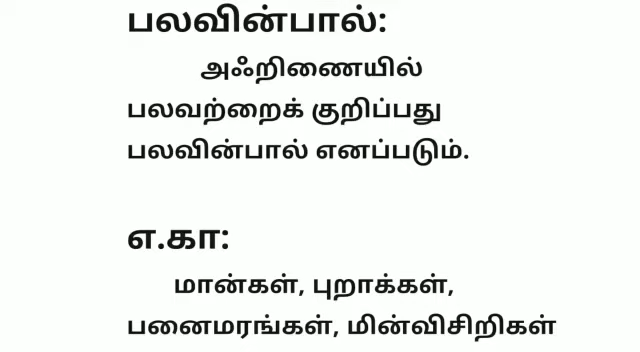 பலவின்பால்:
அஃறிணையில்
பலவற்றைக் குறிப்பது
பலவின்பால் எனப்படும்.
எ.கா:
மான்கள், புறாக்கள்,
பனைமரங்கள், மின்விசிறிகள்